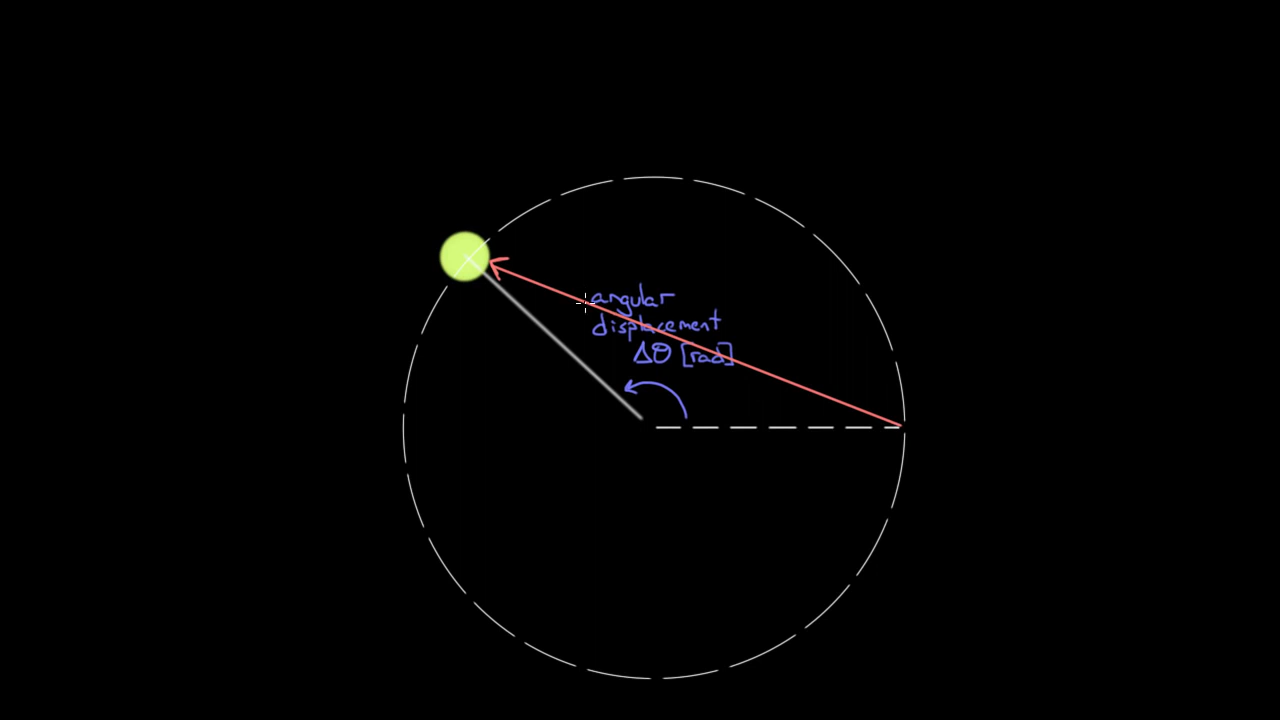 angular
displacement
Δθ [rad]